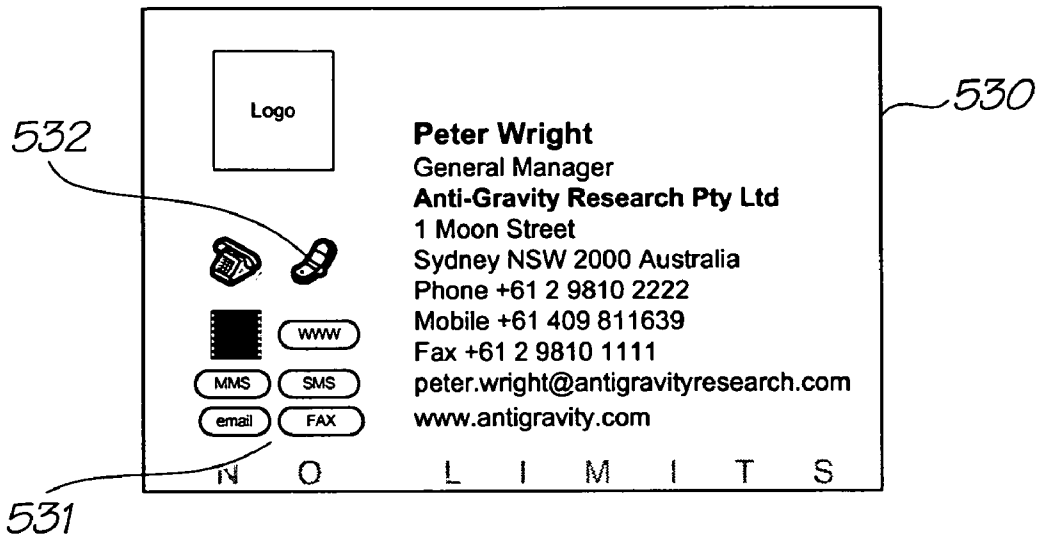 Logo
530
532
Peter Wright
General Manager
Anti-Gravity Research Pty Ltd
1 Moon Street
Sydney NSW 2000 Australia
Phone +61 2 9810 2222
Mobile +61 409 811639
Fax +61 2 9810 1111
peter.wright@antigravityresearch.com
www.antigravity.com
WWW
MMS SMS
email FAX
NO LIMITS
531